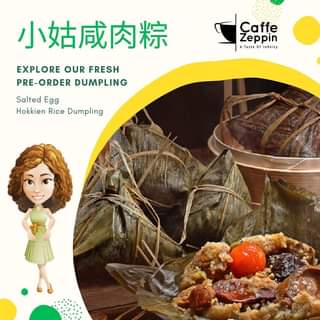 小姑咸肉粽
Caffe
Zeppin
A Taste Of Infinity
EXPLORE OUR FRESH
PRE-ORDER DUMPLING
Salted Egg
Hokkien Rice Dumpling